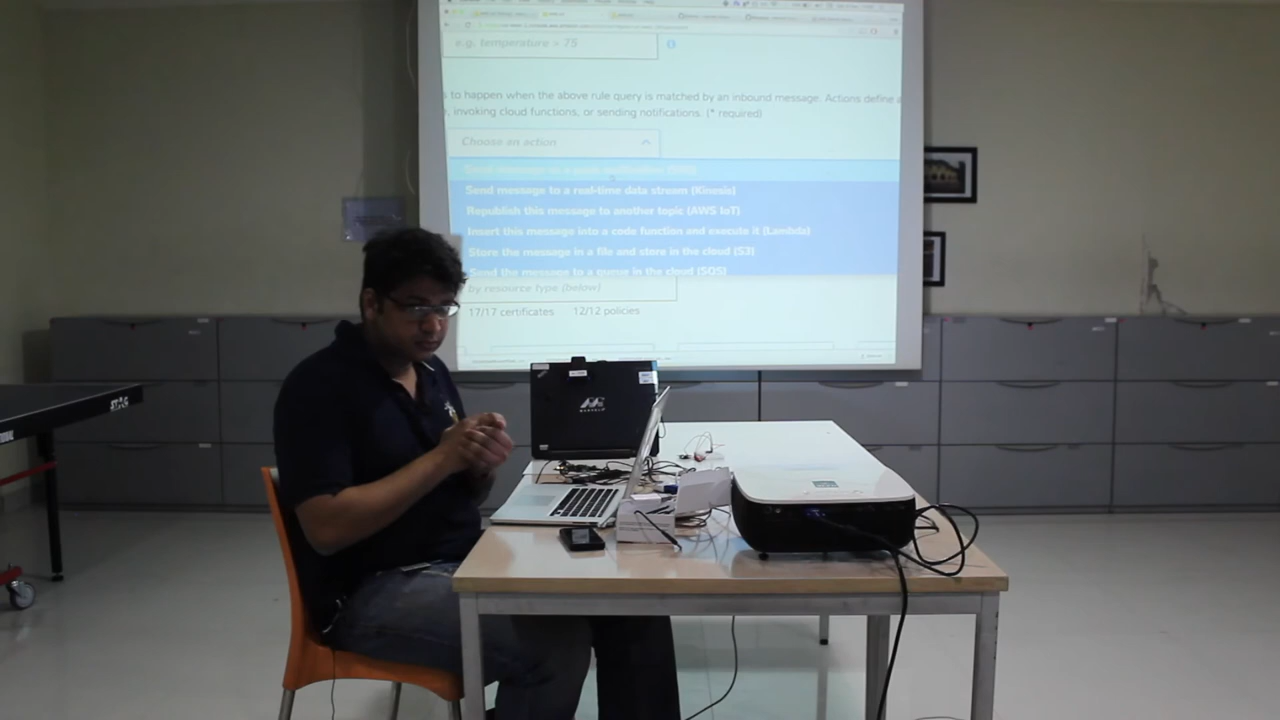 e.g. temperature > 75
s to happen when the above rule query is matched by an inbound message. Actions define a
, invoking cloud functions, or sending notifications. (* required)
Choose an action
Send message to a real-time data stream (Kinesis)
Republish this message to another topic (AWS IoT)
Insert this message into a code function and execute it (Lambda)
Store the message in a file and store in the cloud (S3)
Send the message to a queue in the cloud (SQS)
by resource type (below)
17/17 certificates 12/12 policies
STAG